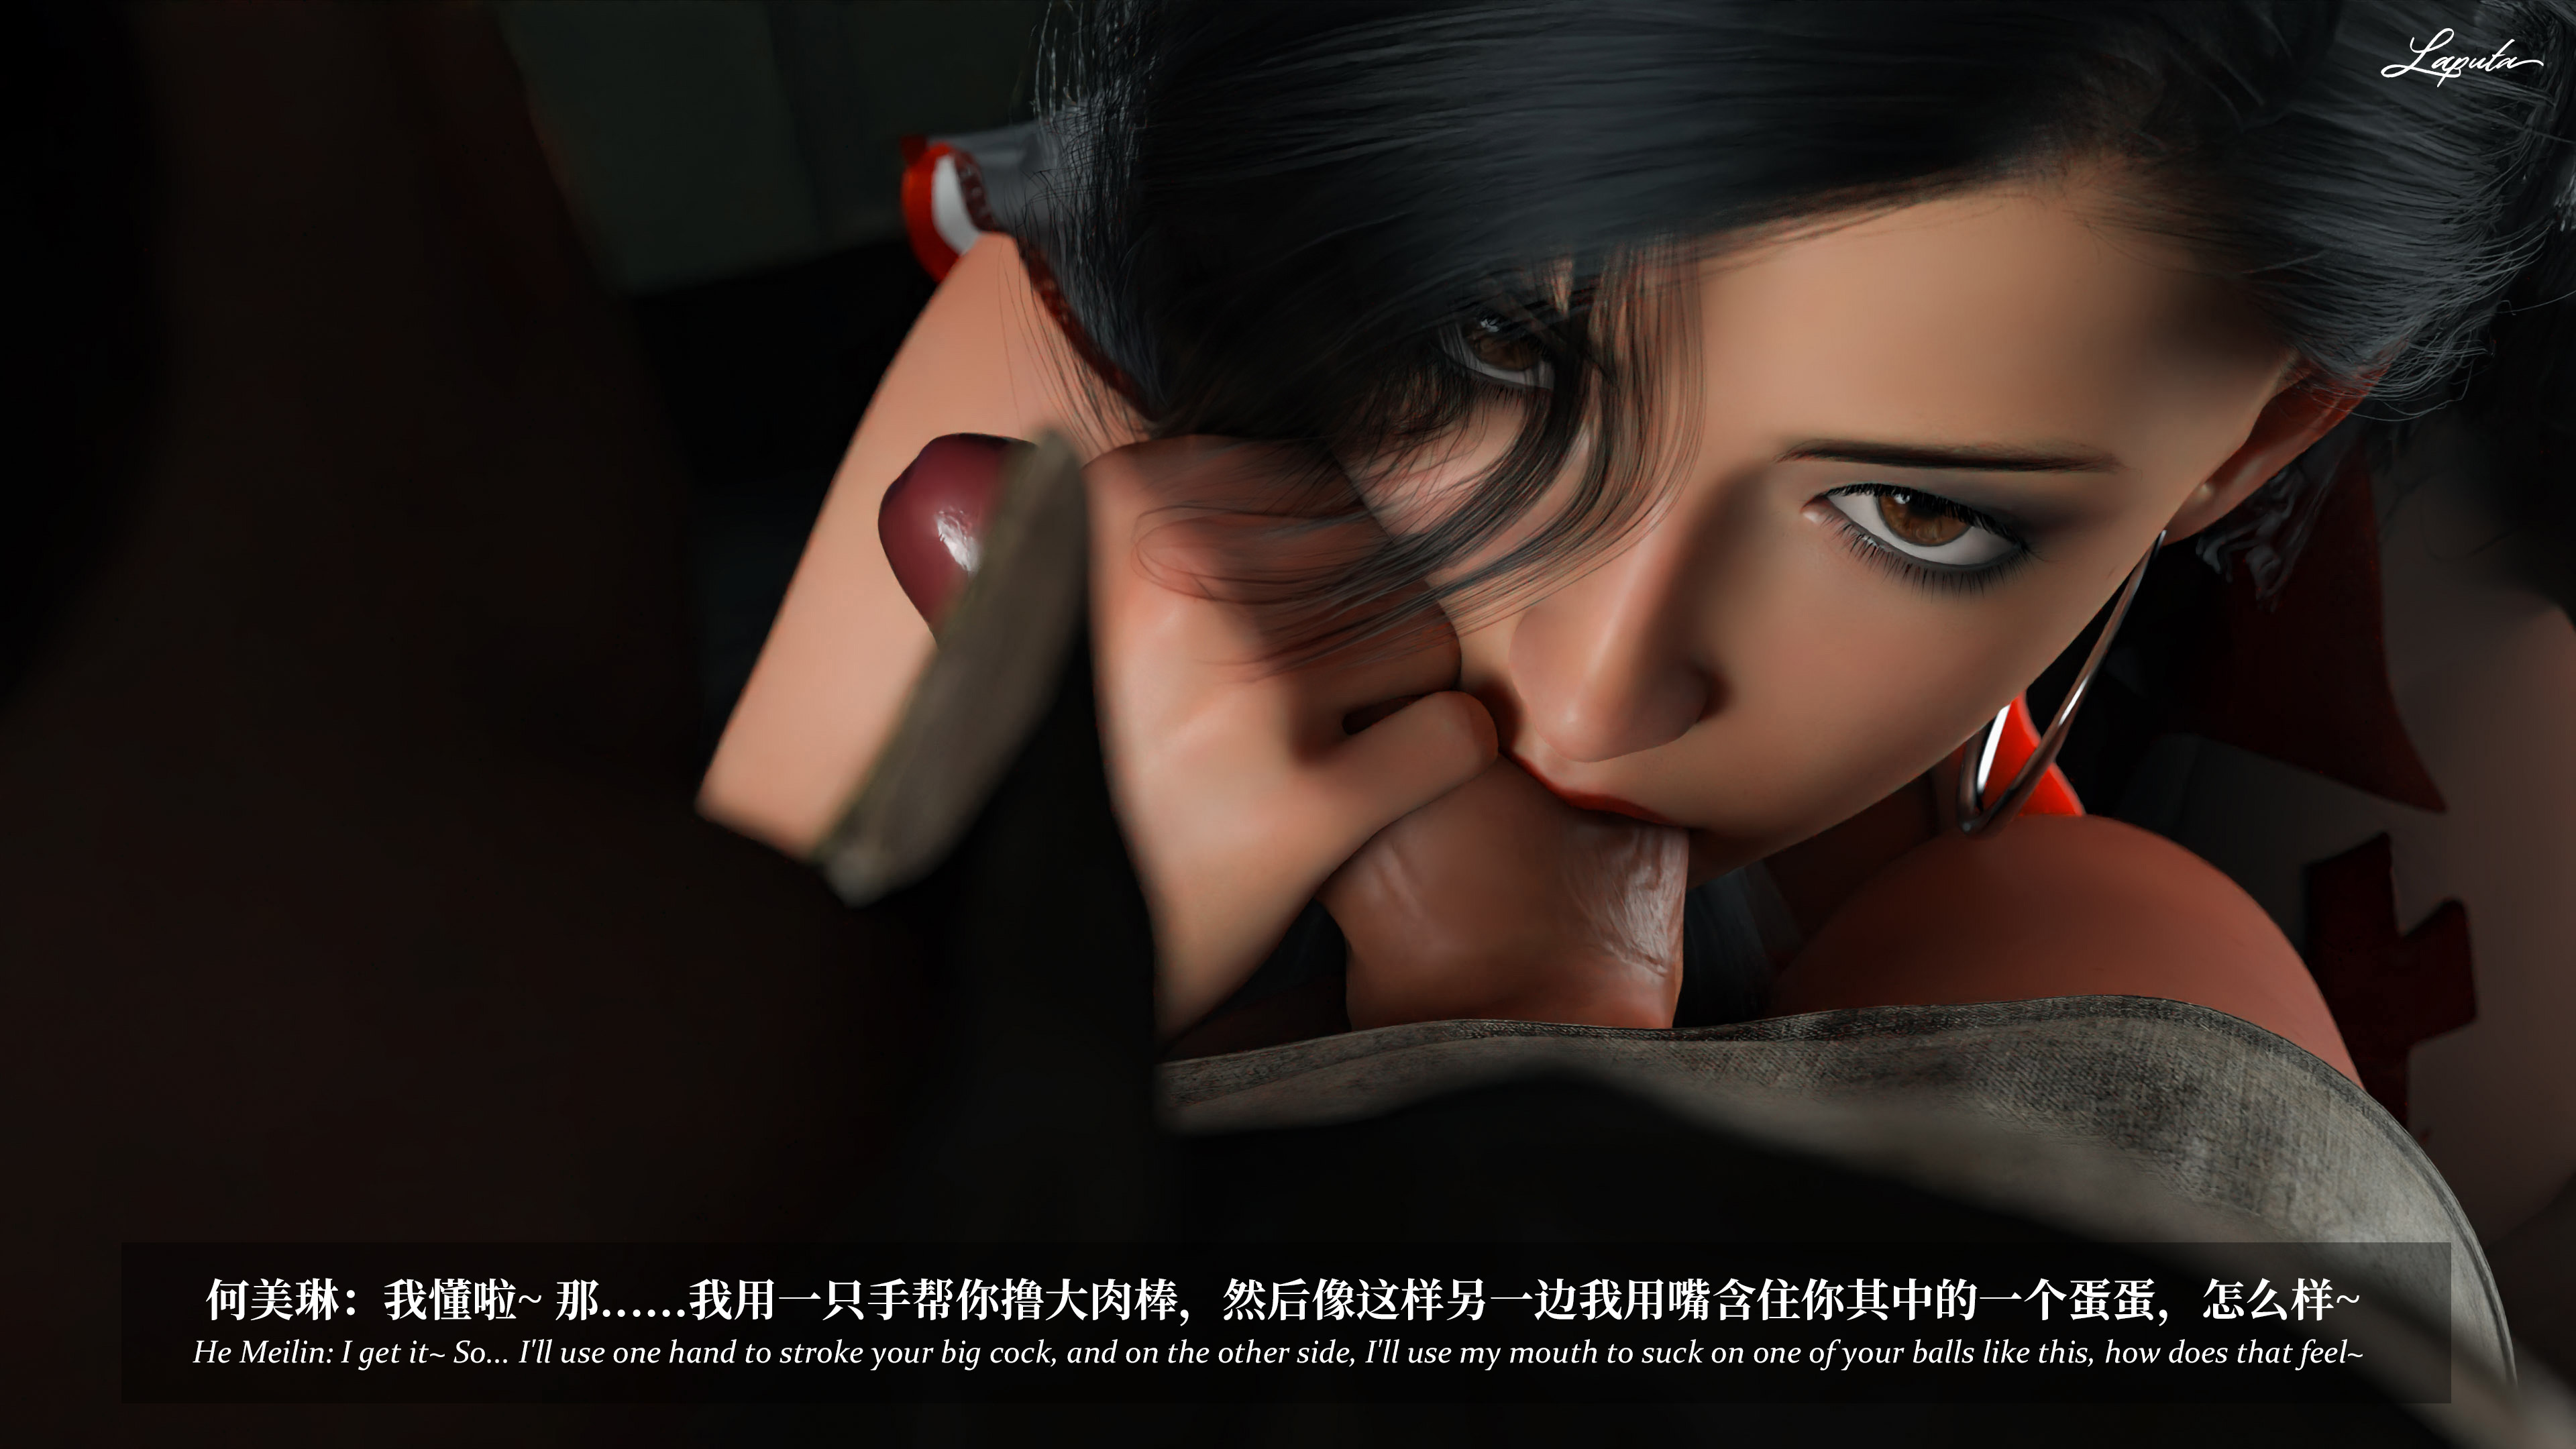 Laputa
何美琳：我懂啦~ 那……我用一只手帮你撸大肉棒，然后像这样另一边我用嘴含住你其中的一个蛋蛋，怎么样~
He Meilin: I get it~ So... I'll use one hand to stroke your big cock, and on the other side, I'll use my mouth to suck on one of your balls like this, how does that feel~